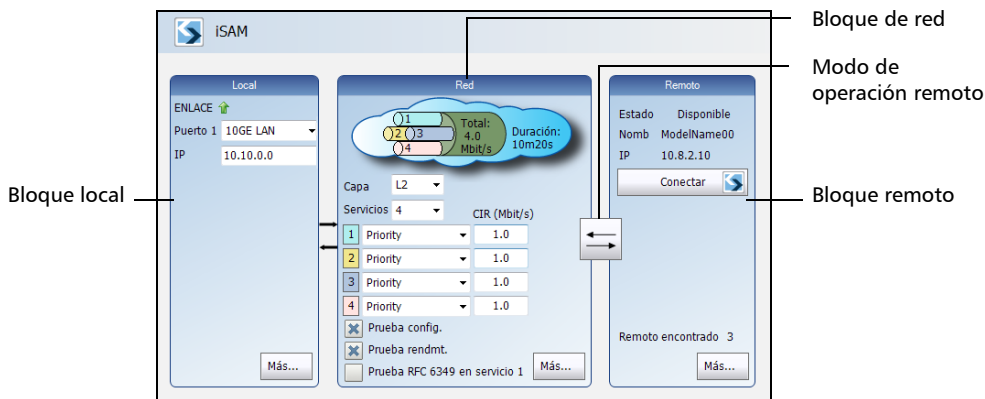 iSAM
Bloque de red
Modo de
operación remoto
Bloque local
Bloque remoto
Local
ENLACE
Puerto 1 10GE LAN
IP 10.10.0.0
Más...
Red
1
2 3
4
Total:
4.0
Mbit/s
Duración:
10m20s
Capa L2
Servicios 4
CIR (Mbit/s)
1 Priority 1.0
2 Priority 1.0
3 Priority 1.0
4 Priority 1.0
Prueba config.
Prueba rendmt.
Prueba RFC 6349 en servicio 1
Más...
Remoto
Estado Disponible
Nomb ModelName00
IP 10.8.2.10
Conectar
Remoto encontrado 3
Más...